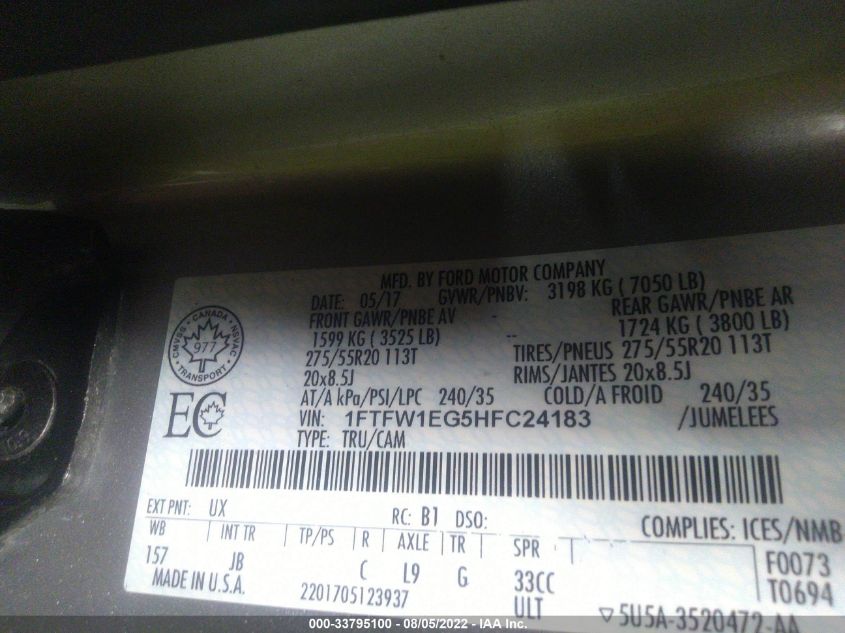 MFD. BY FORD MOTOR COMPANY
DATE: 05/17 GVWR/PNBV: 3198 KG ( 7050 LB)
FRONT GAWR/PNBE AV - REAR GAWR/PNBE AR
1599 KG ( 3525 LB) -- 1724 KG ( 3800 LB)
275/55R20 113T TIRES/PNEUS 275/55R20 113T
20x8.5J RIMS/JANTES 20x8.5J
AT/A kPa/PSI/LPC 240/35 COLD/A FROID 240/35
VIN: 1FTFW1EG5HFC24183 /JUMELEES
TYPE: TRU/CAM
CANADA
CMVSS NSVAC
977
TRANSPORT
EC
EXT PNT: UX RC: B1 DSO: COMPLIES: ICES/NMB
WB INT TR TP/PS R AXLE TR SPR F0073
157 JB C L9 G 33CC T0694
MADE IN U.S.A. 2201705123937 ULT ▽5U5A-3520472-AA
000-33795100 - 08/05/2022 - IAA Inc.